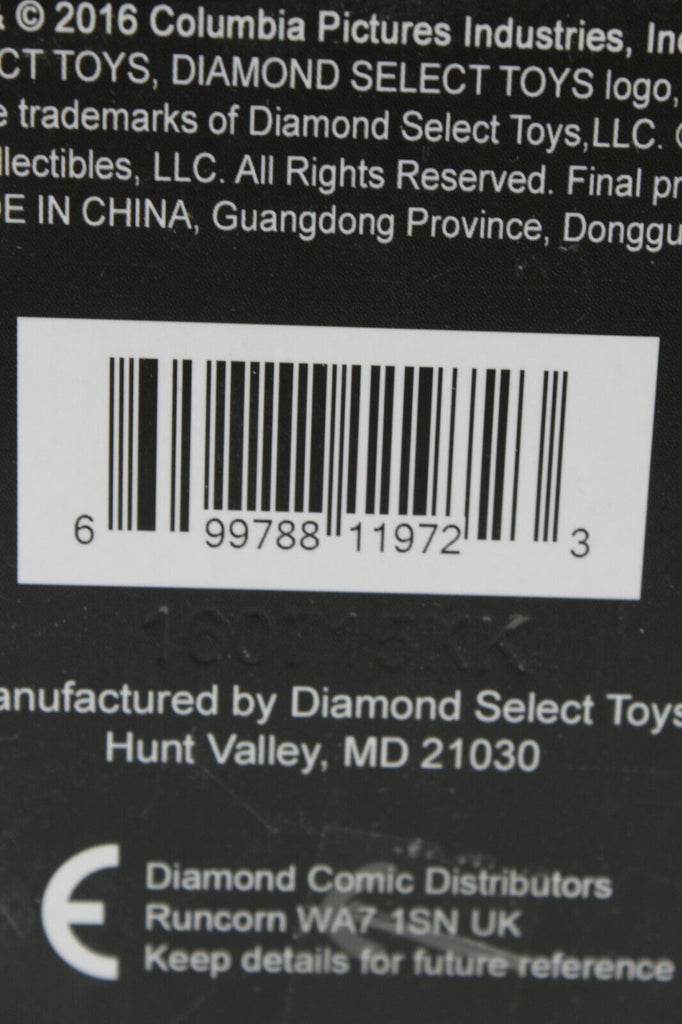 & © 2016 Columbia Pictures Industries, Inc
CT TOYS, DIAMOND SELECT TOYS logo,
e trademarks of Diamond Select Toys,LLC. ©
llectibles, LLC. All Rights Reserved. Final pr
DE IN CHINA, Guangdong Province, Donggu
6 99788 11972 3
160715KK
anufactured by Diamond Select Toys
Hunt Valley, MD 21030
CE
Diamond Comic Distributors
Runcorn WA7 1SN UK
Keep details for future reference